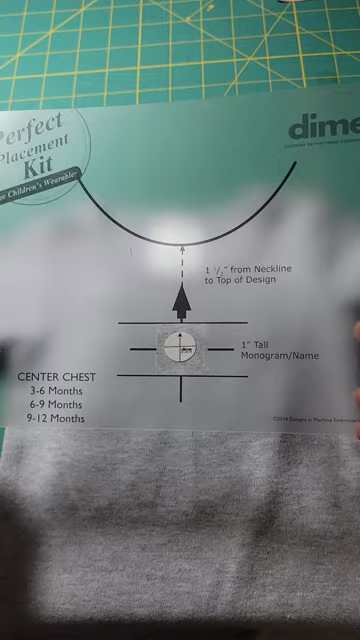 Perfect
Placement
Kit
for Children's Wearables
dime
1 1/2" from Neckline
to Top of Design
1" Tall
Monogram/Name
CENTER CHEST
3-6 Months
6-9 Months
9-12 Months
©2014 Designs in Machine Embroidery